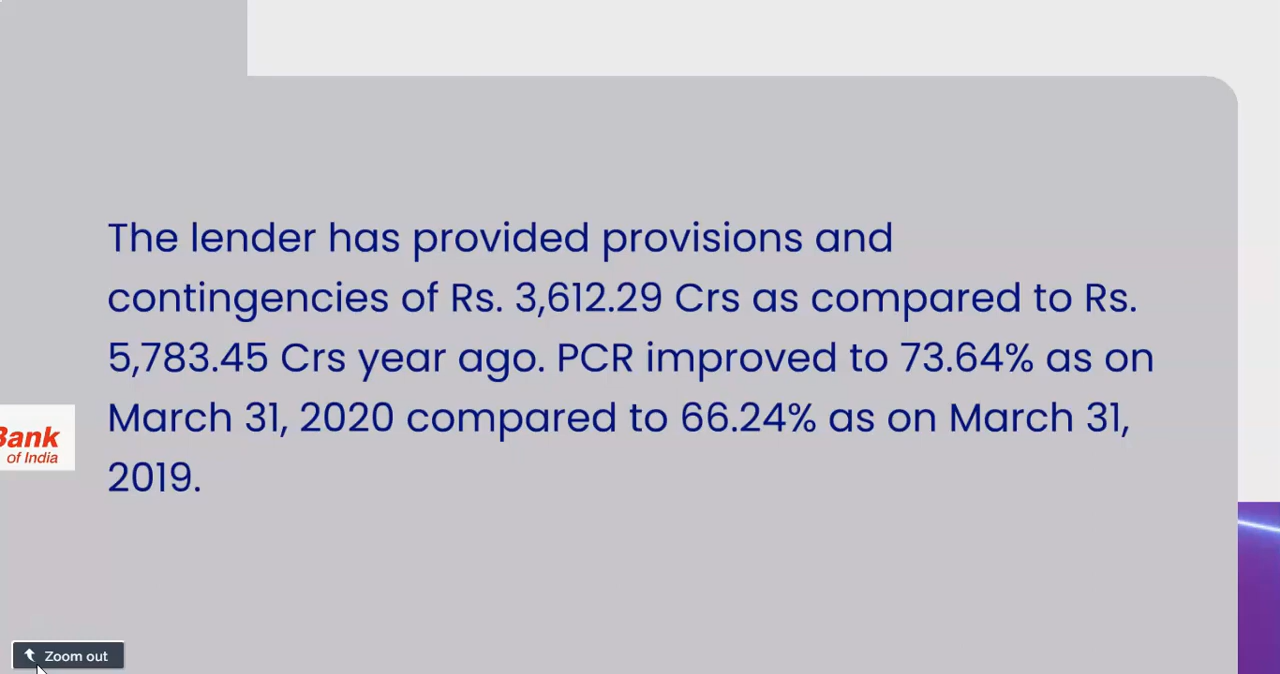 The lender has provided provisions and
contingencies of Rs. 3,612.29 Crs as compared to Rs.
5,783.45 Crs year ago. PCR improved to 73.64% as on
March 31, 2020 compared to 66.24% as on March 31,
2019.
Bank
of India
Zoom out